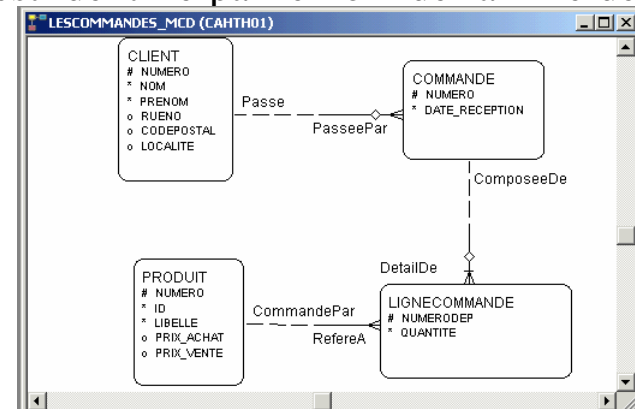 LESCOMMANDES_MCD (CAHTH01)
CLIENT
# NUMERO
* NOM
* PRENOM
o RUENO
o CODEPOSTAL
o LOCALITE
Passe
PasseePar
COMMANDE
# NUMERO
* DATE_RECEPTION
ComposeeDe
DetailDe
PRODUIT
# NUMERO
* ID
* LIBELLE
o PRIX_ACHAT
o PRIX_VENTE
CommandePar
RefereA
LIGNECOMMANDE
# NUMERODEP
* QUANTITE